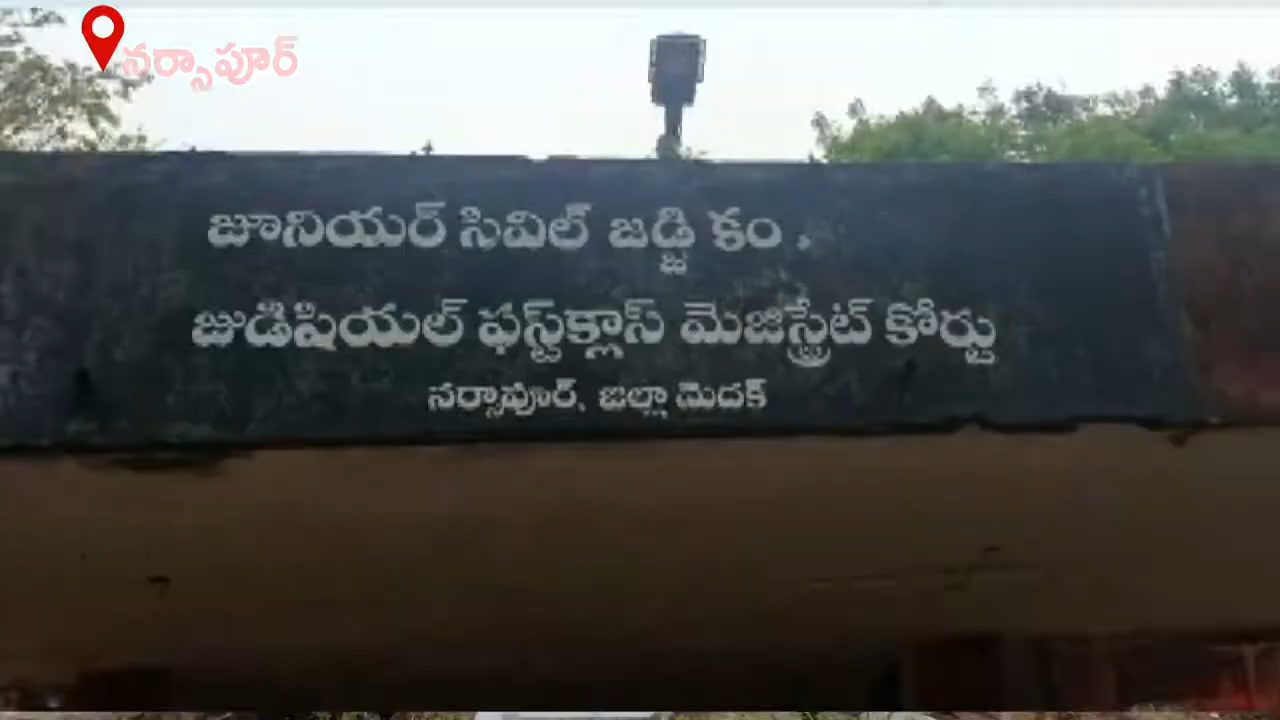 నర్సాపూర్
జూనియర్ సివిల్ జడ్జి కం .
జుడిషియల్ ఫస్ట్‌క్లాస్ మెజిస్ట్రేట్ కోర్టు
నర్సాపూర్, జిల్లా మెదక్